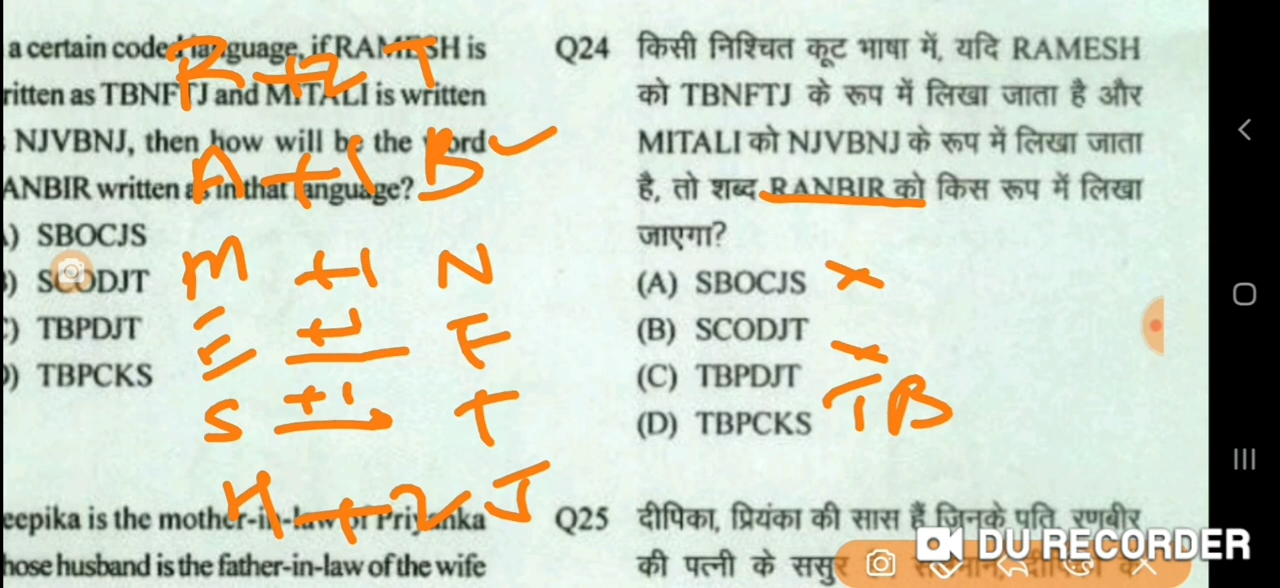 a certain coded language, if RAMESH is
ritten as TBNFTJ and MITALI is written
NJVBNJ, then how will be the word
ANBIR written as in that language?
A) SBOCJS
B) SCODJT
C) TBPDJT
D) TBPCKS
eepika is the mother-in-law of Priyanka
hose husband is the father-in-law of the wife
R +2 T
A +1 B
M +1 N
E +1 F
S +1 T
H +2 J
Q24 किसी निश्चित कूट भाषा में, यदि RAMESH
को TBNFTJ के रूप में लिखा जाता है और
MITALI को NJVBNJ के रूप में लिखा जाता
है, तो शब्द RANBIR को किस रूप में लिखा
जाएगा?
(A) SBOCJS
(B) SCODJT
(C) TBPDJT
(D) TBPCKS
TB
Q25 दीपिका, प्रियंका की सास हैं जिनके पति, रणबीर
की पत्नी के ससुर
DU RECORDER